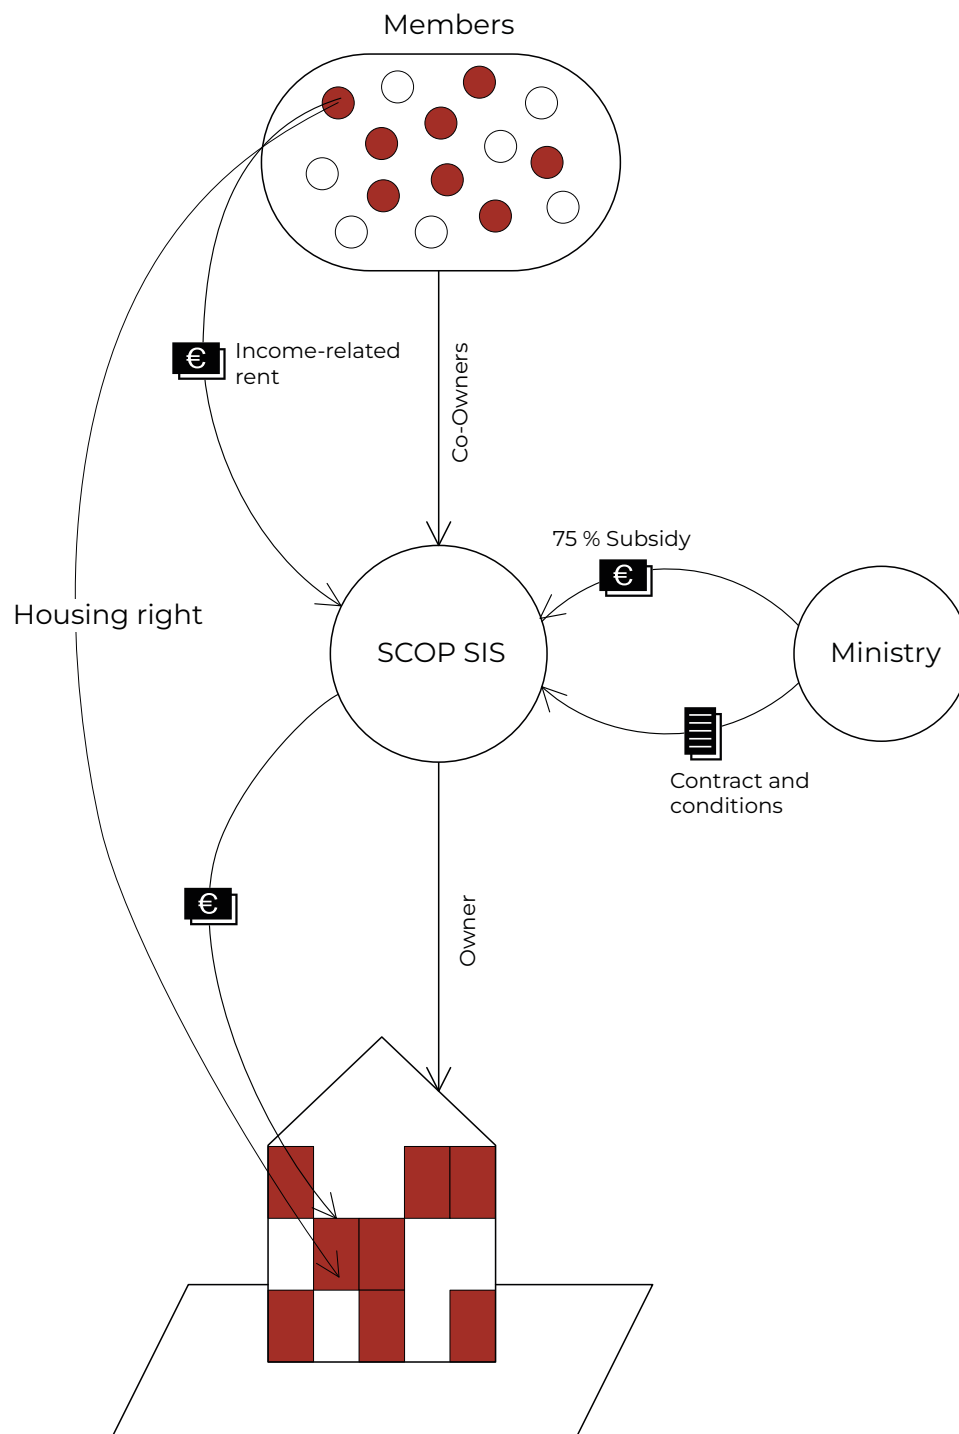 Members
€
Income-related
rent
Co-Owners
75 % Subsidy
€
Housing right
SCOP SIS
Ministry
Contract and
conditions
€
Owner